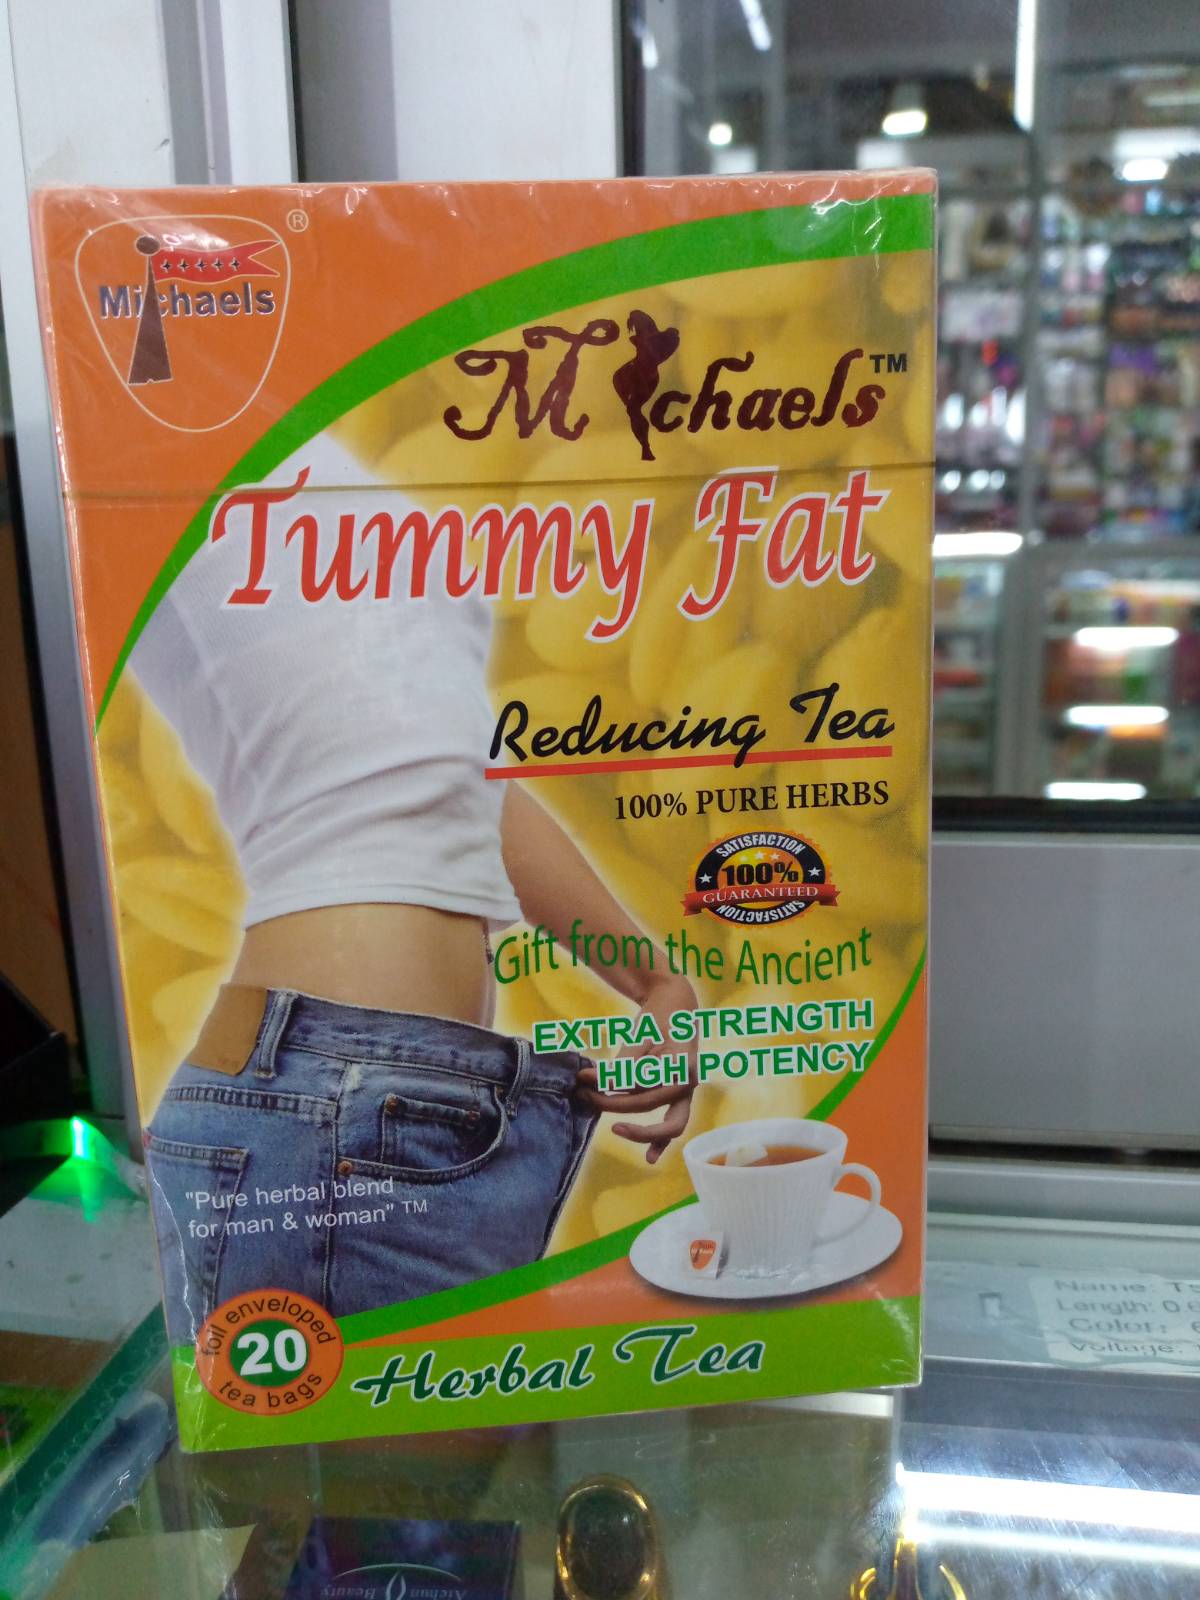 ®
Michaels
Michaels™
Tummy Fat
Reducing Tea
100% PURE HERBS
SATISFACTION
100%
GUARANTEED
SATISFACTION
Gift from the Ancient
EXTRA STRENGTH
HIGH POTENCY
"Pure herbal blend
for man & woman" TM
foil enveloped
20
tea bags
Herbal Tea
Name:
Length:
Color:
Voltage:
Aichun
Beauty